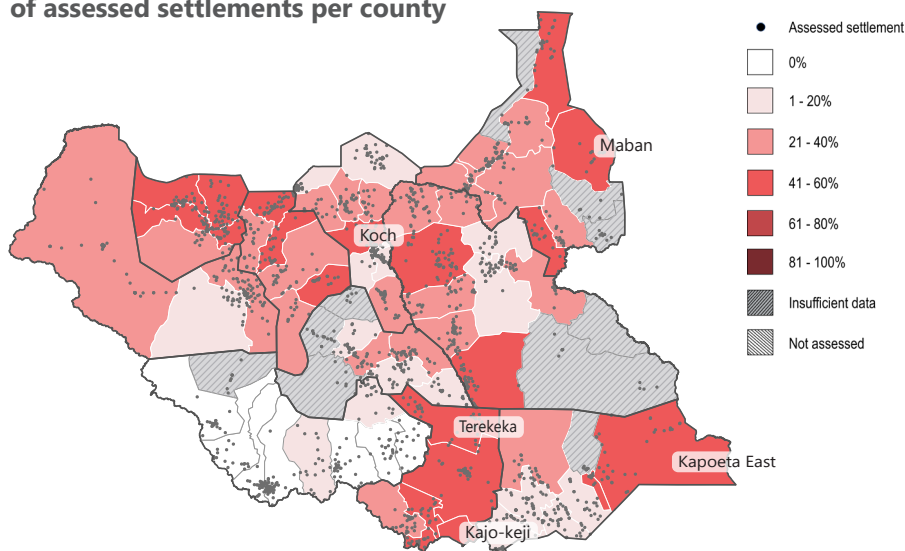 of assessed settlements per county
Assessed settlement
0%
1 - 20%
21 - 40%
41 - 60%
61 - 80%
81 - 100%
Insufficient data
Not assessed
Maban
Koch
Terekeka
Kapoeta East
Kajo-keji